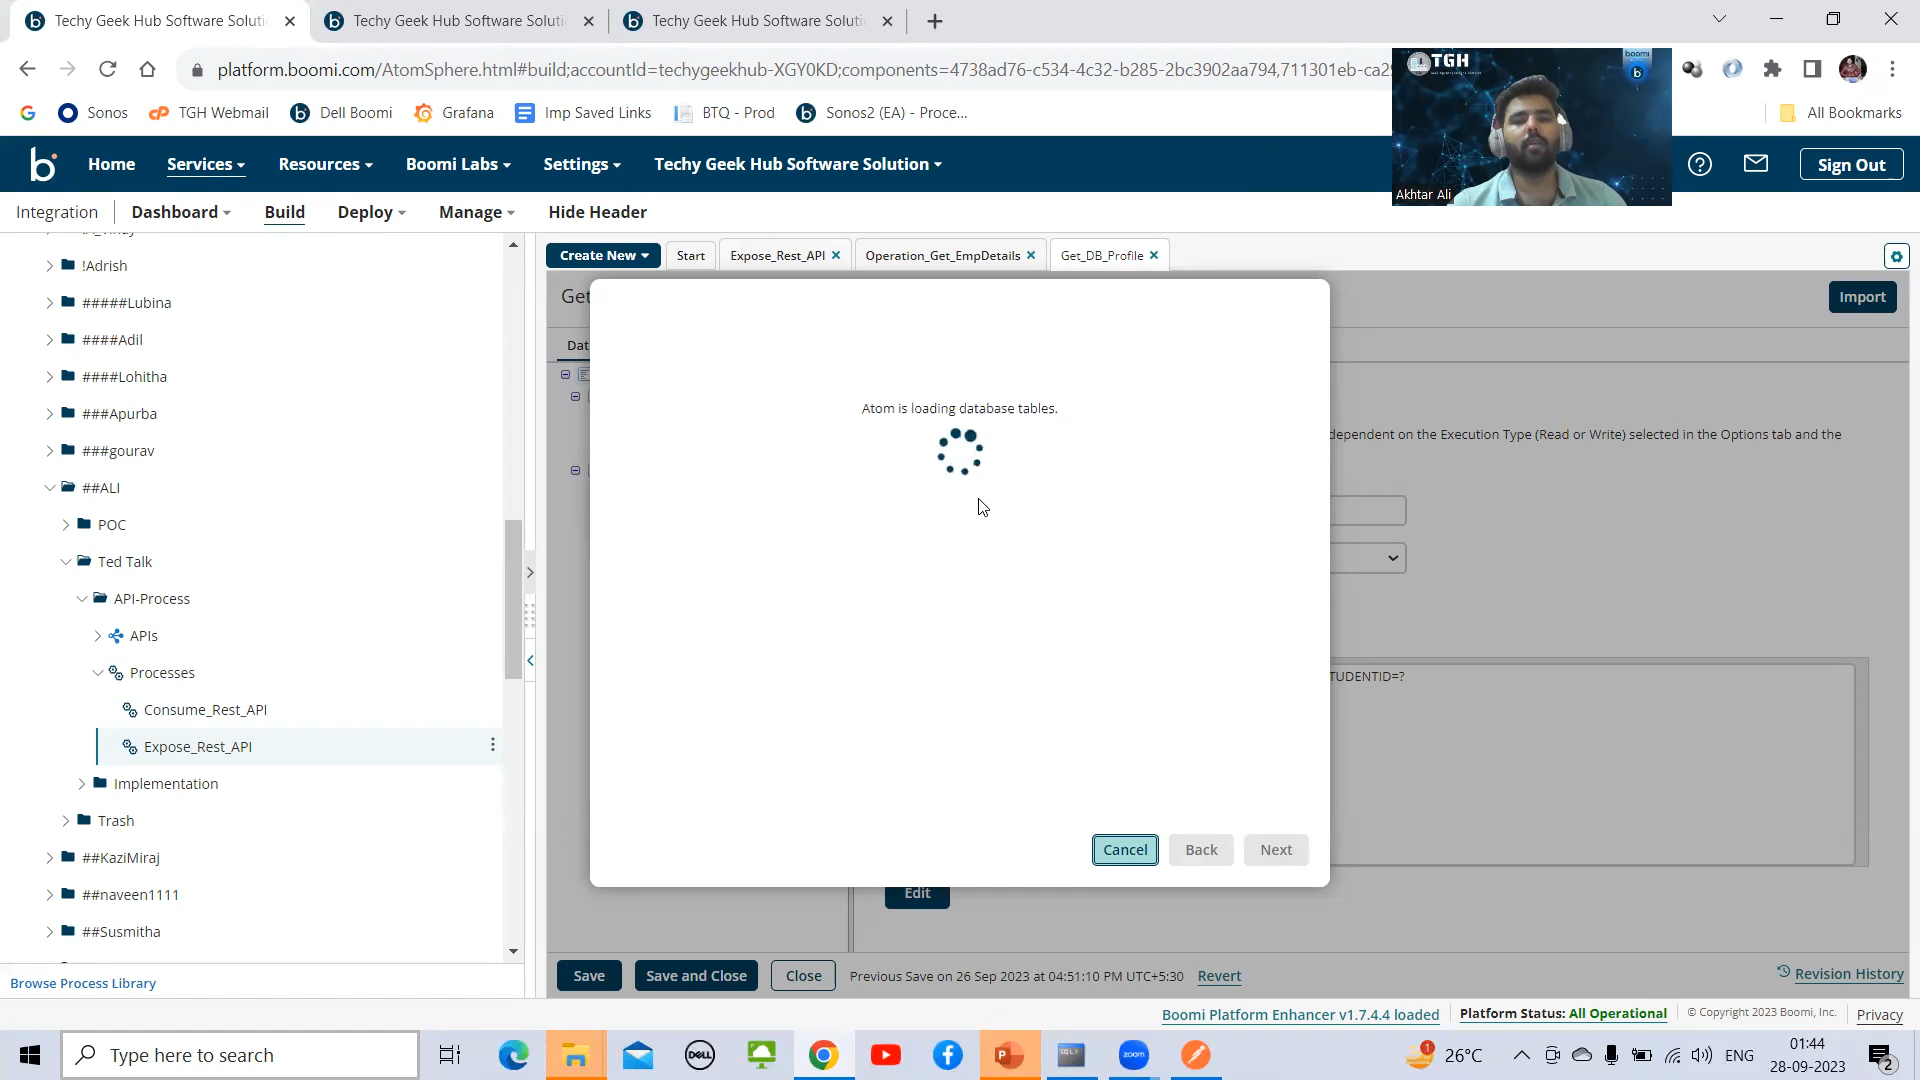 Techy Geek Hub Software Soluti
Techy Geek Hub Software Soluti
Techy Geek Hub Software Soluti
platform.boomi.com/AtomSphere.html#build;accountId=techygeekhub-XGY0KD;components=4738ad76-c534-4c32-b285-2bc3902aa794,711301eb-ca2
Sonos
TGH Webmail
Dell Boomi
Grafana
Imp Saved Links
BTQ - Prod
Sonos2 (EA) - Proce...
All Bookmarks
TGH
boomi
Akhtar Ali
Home
Services
Resources
Boomi Labs
Settings
Techy Geek Hub Software Solution
Sign Out
Integration
Dashboard
Build
Deploy
Manage
Hide Header
!Adrish
#####Lubina
####Adil
####Lohitha
###Apurba
###gourav
##ALI
POC
Ted Talk
API-Process
APIs
Processes
Consume_Rest_API
Expose_Rest_API
Implementation
Trash
##KaziMiraj
##naveen1111
##Susmitha
Browse Process Library
Create New
Start
Expose_Rest_API
Operation_Get_EmpDetails
Get_DB_Profile
Get
Import
Dat
Atom is loading database tables.
dependent on the Execution Type (Read or Write) selected in the Options tab and the
TUDENTID=?
Cancel
Back
Next
Edit
Save
Save and Close
Close
Previous Save on 26 Sep 2023 at 04:51:10 PM UTC+5:30
Revert
Revision History
Boomi Platform Enhancer v1.7.4.4 loaded
Platform Status: All Operational
© Copyright 2023 Boomi, Inc.
Privacy
Type here to search
DELL
SQL>
zoom
1
26°C
ENG
01:44
28-09-2023
2